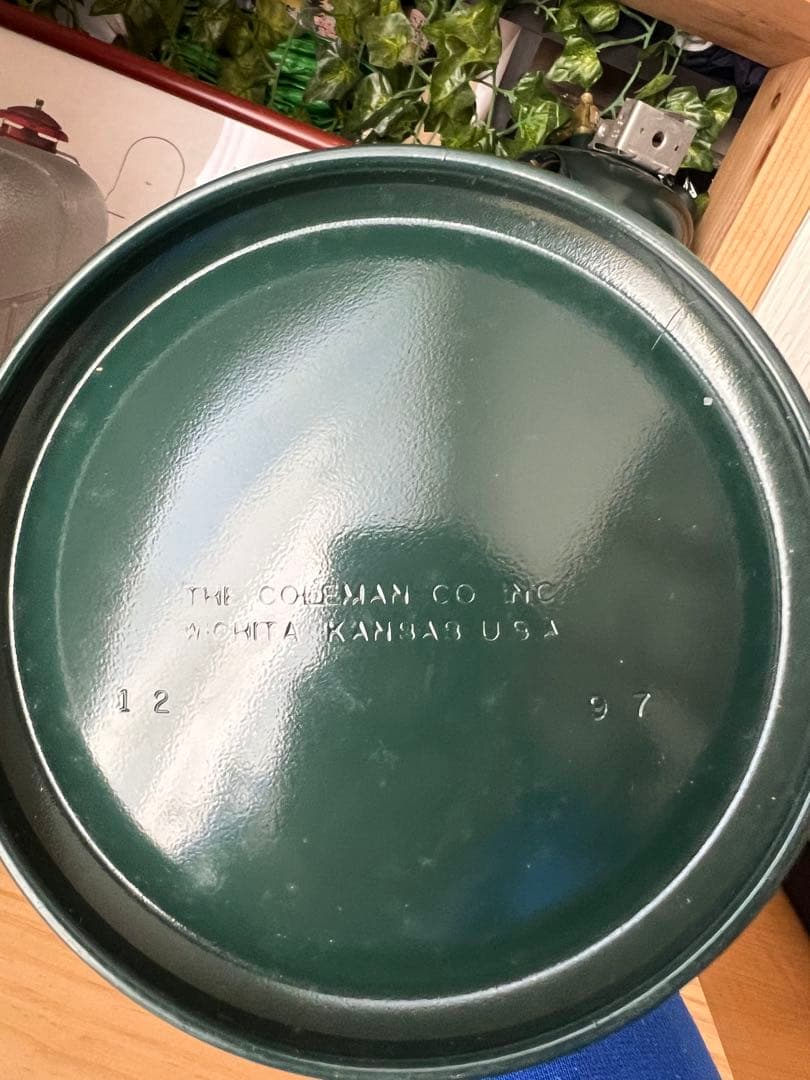 THE COLEMAN CO INC
WICHITA KANSAS U S A
12 97